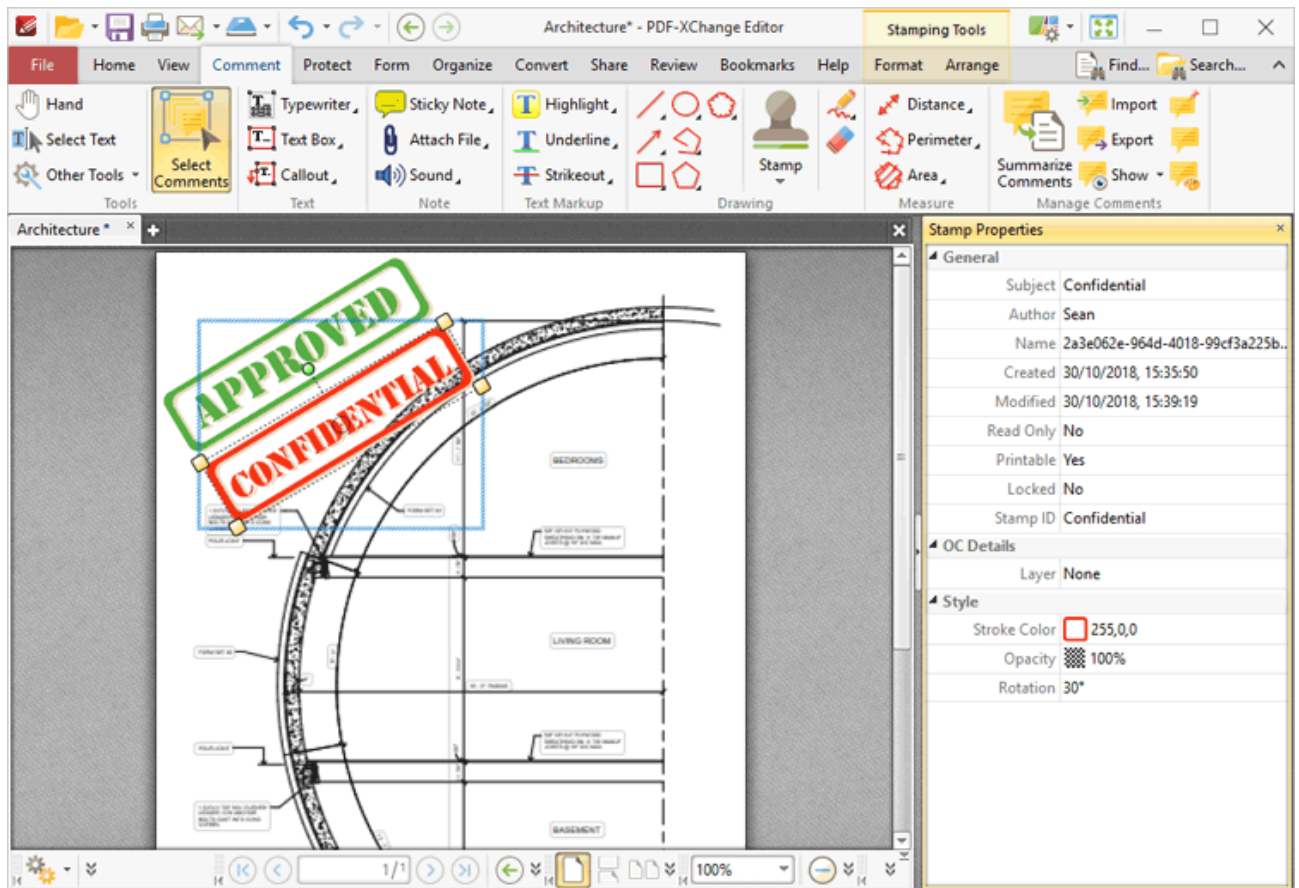 Architecture* - PDF-XChange Editor
Stamping Tools
File Home View Comment Protect Form Organize Convert Share Review Bookmarks Help Format Arrange Find... Search...
Hand
Select Text
Other Tools
Select Comments
Tools
Typewriter
Text Box
Callout
Text
Sticky Note
Attach File
Sound
Note
Highlight
Underline
Strikeout
Text Markup
Stamp
Drawing
Distance
Perimeter
Area
Measure
Summarize Comments
Import
Export
Show
Manage Comments
Architecture *
APPROVED
CONFIDENTIAL
BEDROOMS
LIVING ROOM
BASEMENT
1/1
100%
Stamp Properties
General
Subject Confidential
Author Sean
Name 2a3e062e-964d-4018-99cf3a225b..
Created 30/10/2018, 15:35:50
Modified 30/10/2018, 15:39:19
Read Only No
Printable Yes
Locked No
Stamp ID Confidential
OC Details
Layer None
Style
Stroke Color 255,0,0
Opacity 100%
Rotation 30°